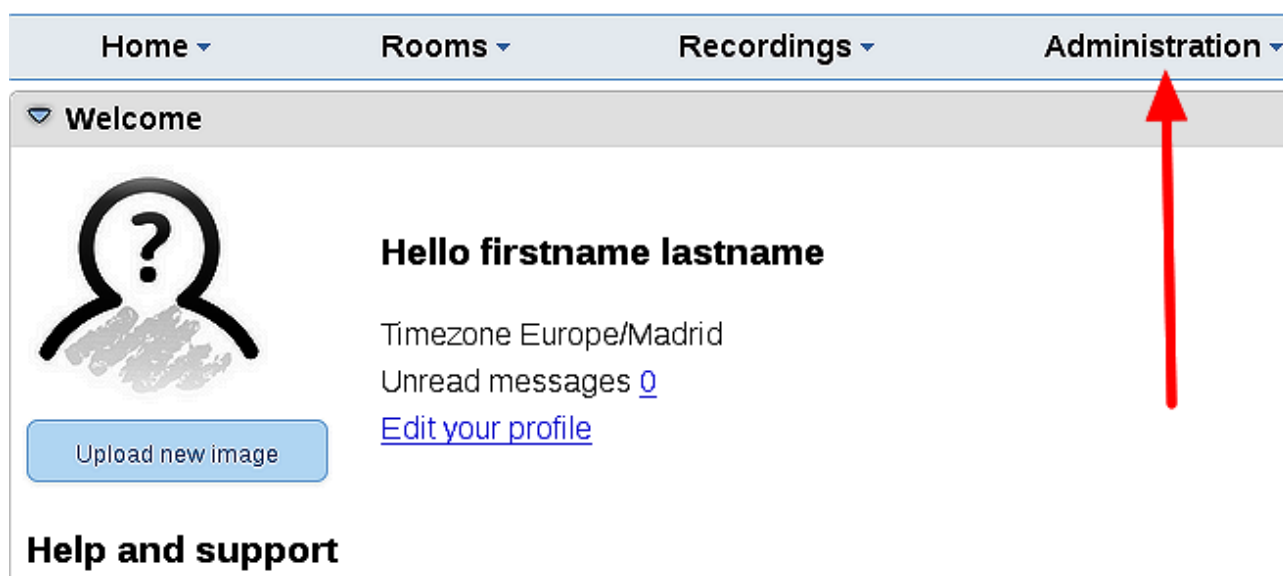 Home Rooms Recordings Administration
Welcome
?
Hello firstname lastname
Timezone Europe/Madrid
Unread messages 0
Edit your profile
Upload new image
Help and support